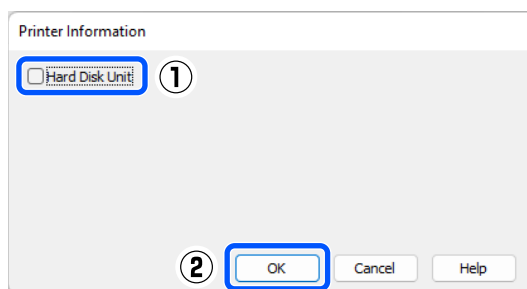 Printer Information
Hard Disk Unit ①
② OK Cancel Help